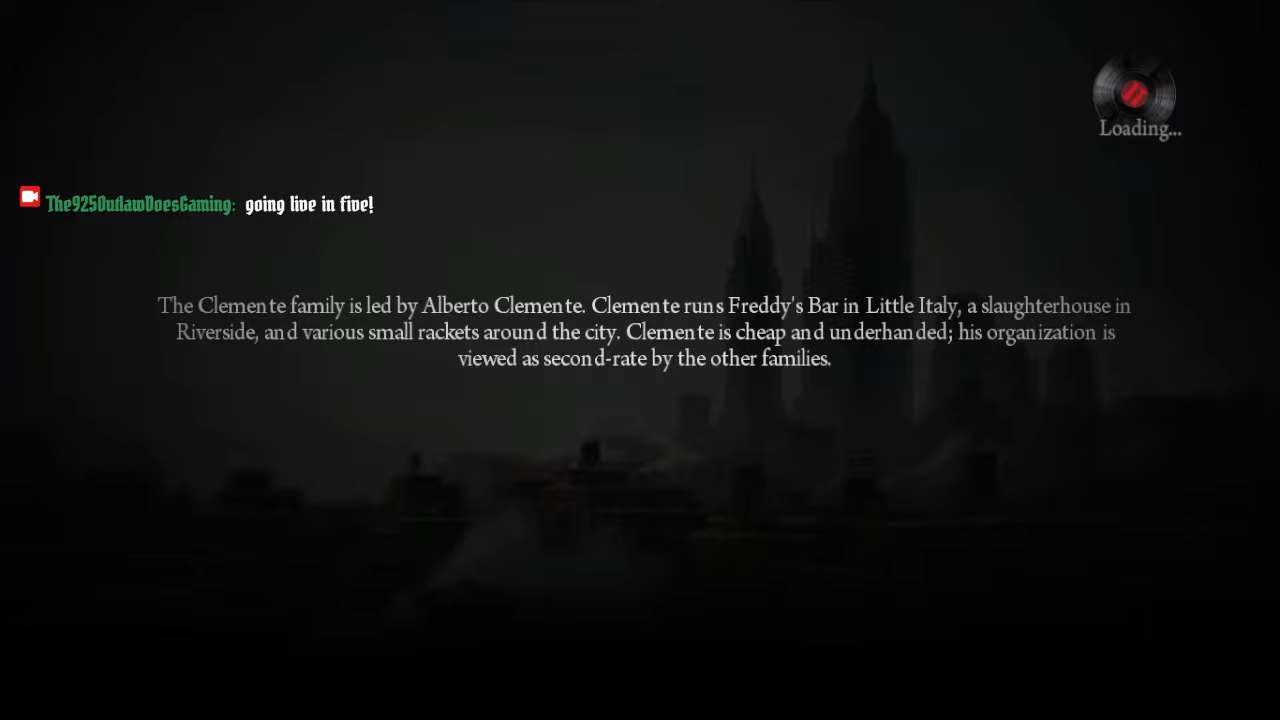 Loading...
The925OutlawDoesGaming: going live in five!
The Clemente family is led by Alberto Clemente. Clemente runs Freddy's Bar in Little Italy, a slaughterhouse in
Riverside, and various small rackets around the city. Clemente is cheap and underhanded; his organization is
viewed as second-rate by the other families.